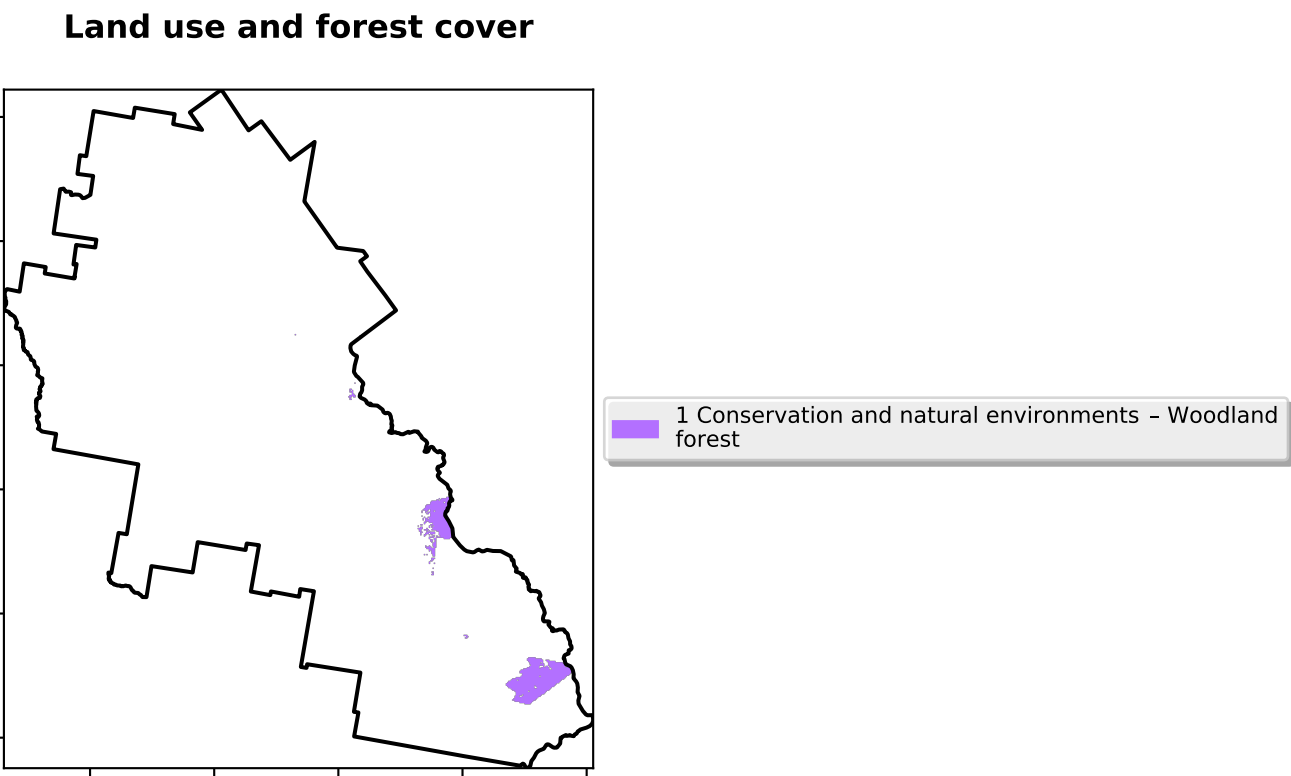 Land use and forest cover
1 Conservation and natural environments – Woodland
forest